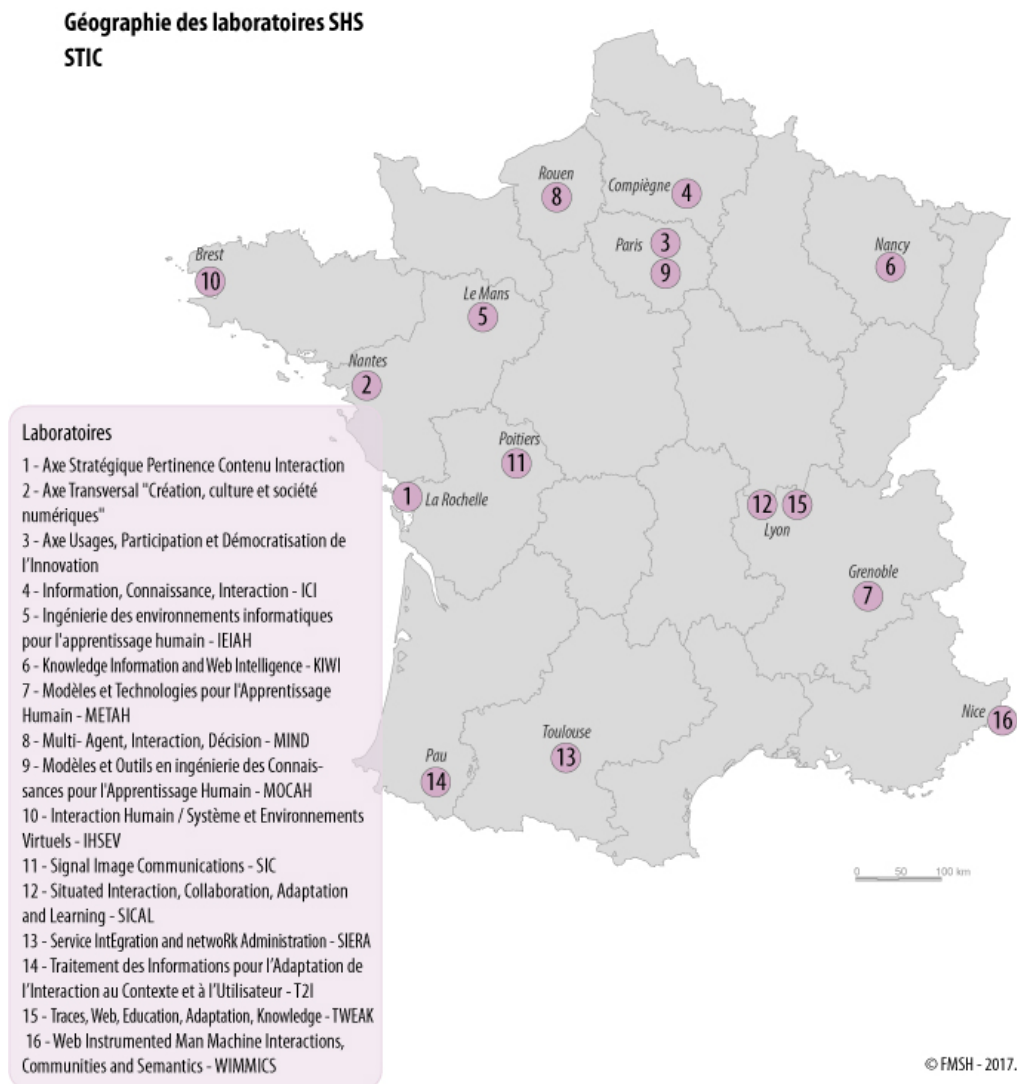 Géographie des laboratoires SHS
STIC
Rouen
8
Compiègne
4
Paris
3
9
Nancy
6
Brest
10
Le Mans
5
Nantes
2
Poitiers
11
1
La Rochelle
12
15
Lyon
Grenoble
7
Nice
16
Toulouse
13
Pau
14
Laboratoires
1 - Axe Stratégique Pertinence Contenu Interaction
2 - Axe Transversal "Création, culture et société
numériques"
3 - Axe Usages, Participation et Démocratisation de
l'Innovation
4 - Information, Connaissance, Interaction - ICI
5 - Ingénierie des environnements informatiques
pour l'apprentissage humain - IEIAH
6 - Knowledge Information and Web Intelligence - KIWI
7 - Modèles et Technologies pour l'Apprentissage
Humain - METAH
8 - Multi- Agent, Interaction, Décision - MIND
9 - Modèles et Outils en ingénierie des Connais-
sances pour l'Apprentissage Humain - MOCAH
10 - Interaction Humain / Système et Environnements
Virtuels - IHSEV
11 - Signal Image Communications - SIC
12 - Situated Interaction, Collaboration, Adaptation
and Learning - SICAL
13 - Service IntEgration and netwoRk Administration - SIERA
14 - Traitement des Informations pour l'Adaptation de
l'Interaction au Contexte et à l'Utilisateur - T2I
15 - Traces, Web, Education, Adaptation, Knowledge - TWEAK
16 - Web Instrumented Man Machine Interactions,
Communities and Semantics - WIMMICS
0 50 100 km
© FMSH - 2017.